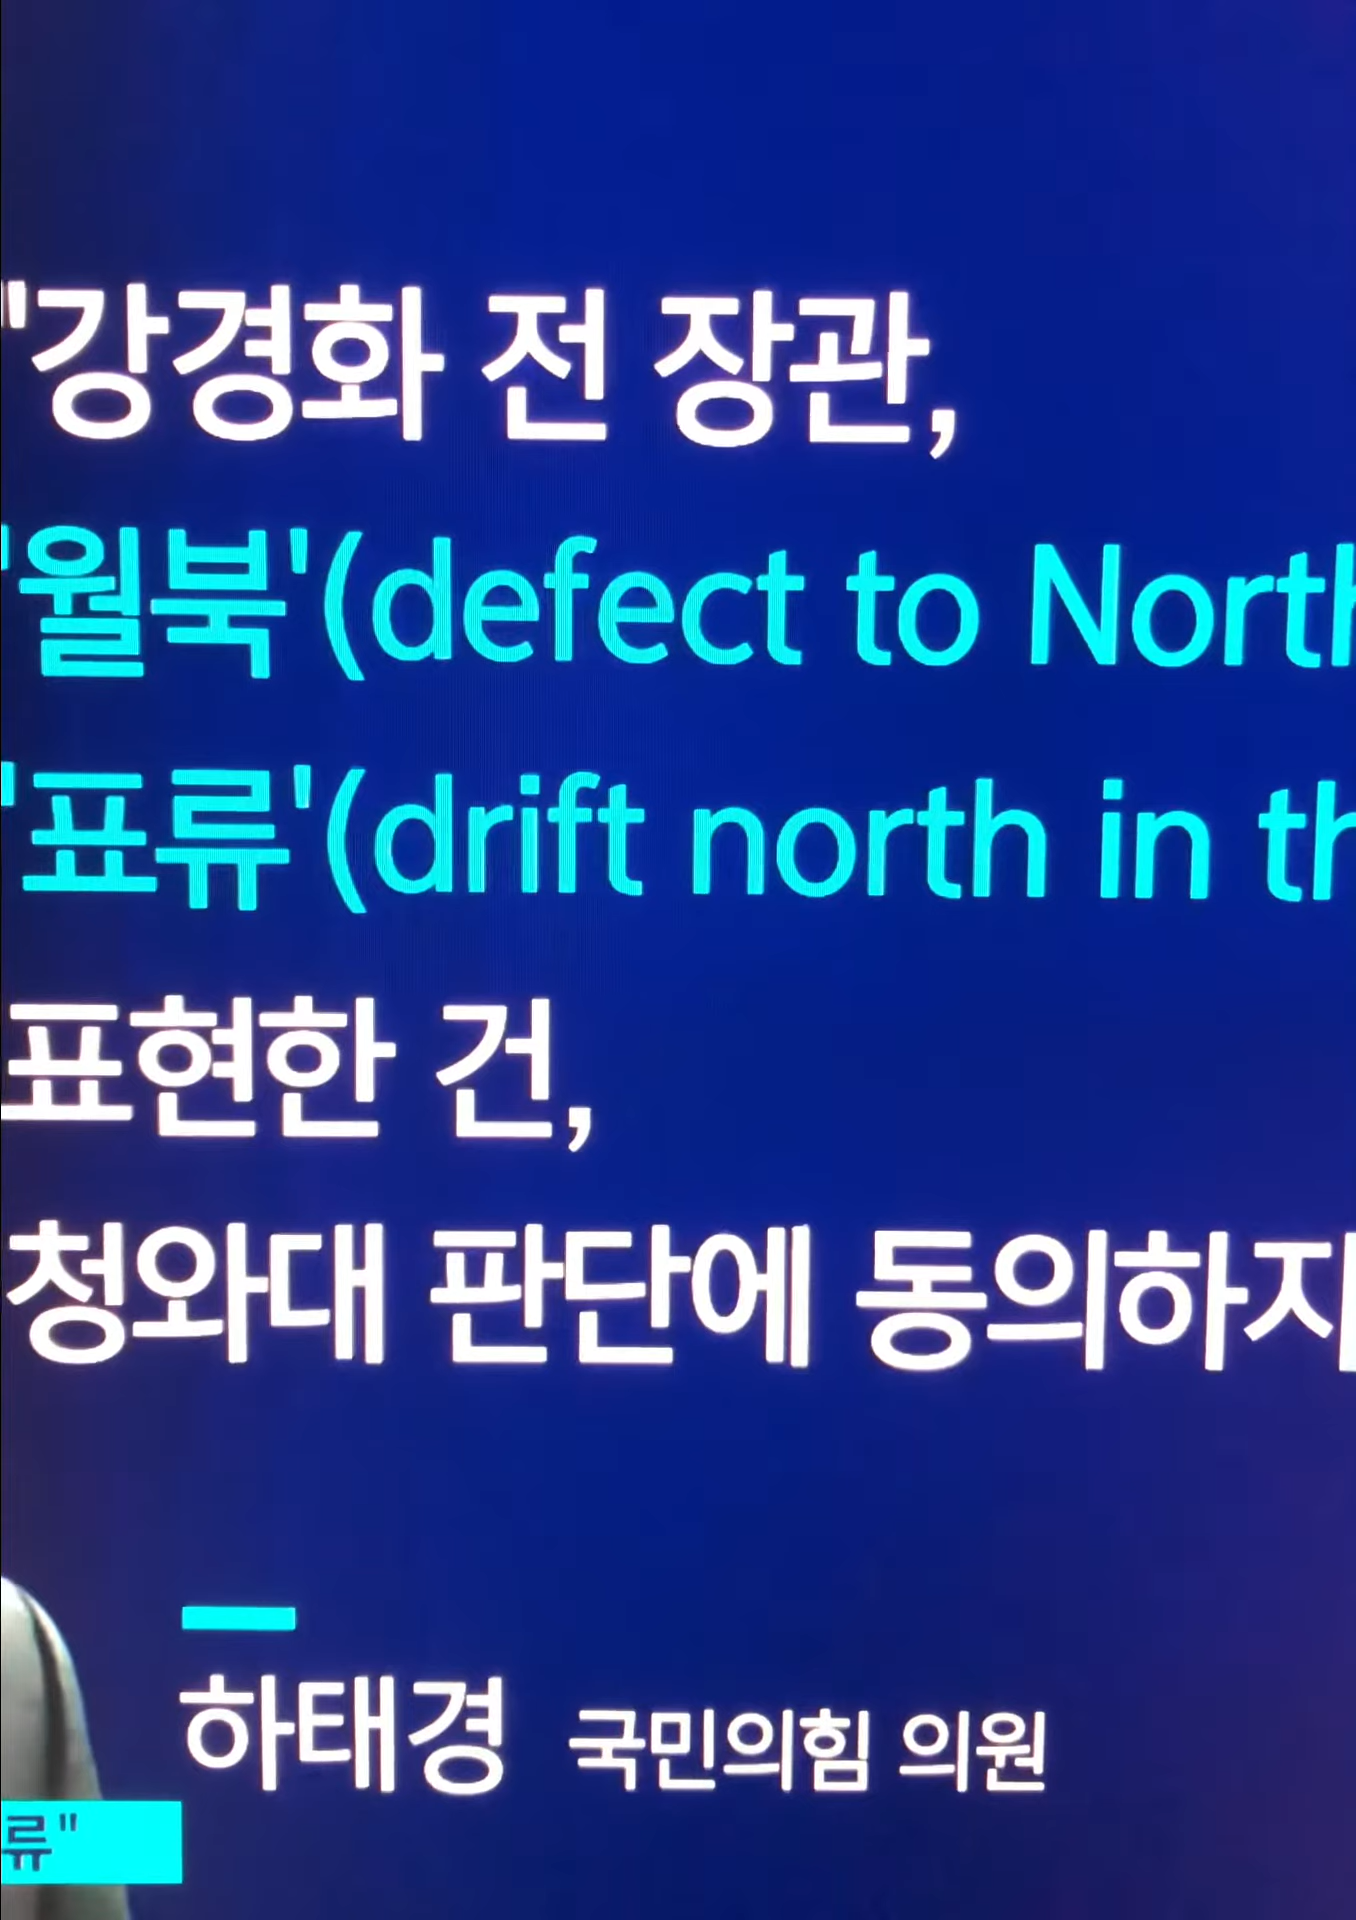 "강경화 전 장관,
'월북'(defect to North
'표류'(drift north in th
표현한 건,
청와대 판단에 동의하지
하태경 국민의힘 의원
류"